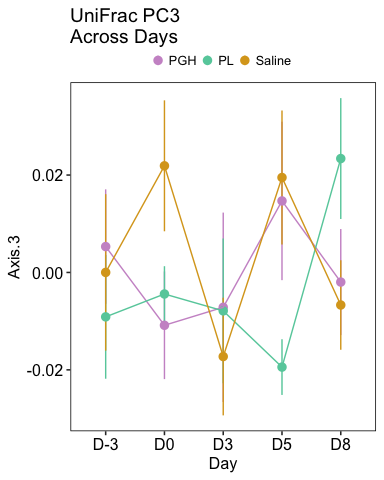 UniFrac PC3
Across Days
PGH PL Saline
Axis.3
0.02
0.00
-0.02
D-3 D0 D3 D5 D8
Day